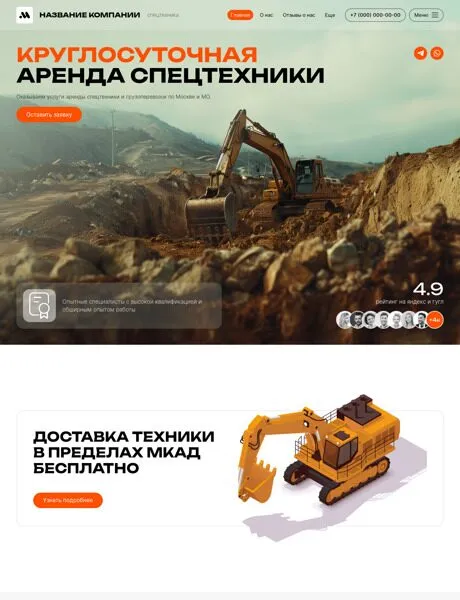 НАЗВАНИЕ КОМПАНИИ спецтехника Главная О нас Отзывы о нас Еще +7 (000) 000-00-00 Меню
КРУГЛОСУТОЧНАЯ
АРЕНДА СПЕЦТЕХНИКИ
Оказываем услуги аренды спецтехники и грузоперевозки по Москве и МО.
Оставить заявку
Опытные специалисты с высокой квалификацией и
обширным опытом работы
4.9
рейтинг на яндекс и гугл
+4к
ДОСТАВКА ТЕХНИКИ
В ПРЕДЕЛАХ МКАД
БЕСПЛАТНО
Узнать подробнее